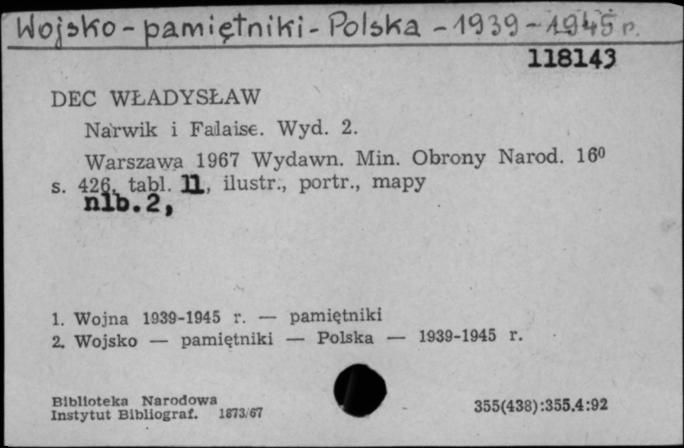 Wojsko - pamiętniki - Polska - 1939 - 1945 r.
118143
DEC WŁADYSŁAW
Narwik i Falaise. Wyd. 2.
Warszawa 1967 Wydawn. Min. Obrony Narod. 16⁰
s. 426, tabl. 11, ilustr., portr., mapy
nlb.2,
1. Wojna 1939-1945 r. — pamiętniki
2. Wojsko — pamiętniki — Polska — 1939-1945 r.
Biblioteka Narodowa
Instytut Bibliograf. 1873/67
355(438):355.4:92